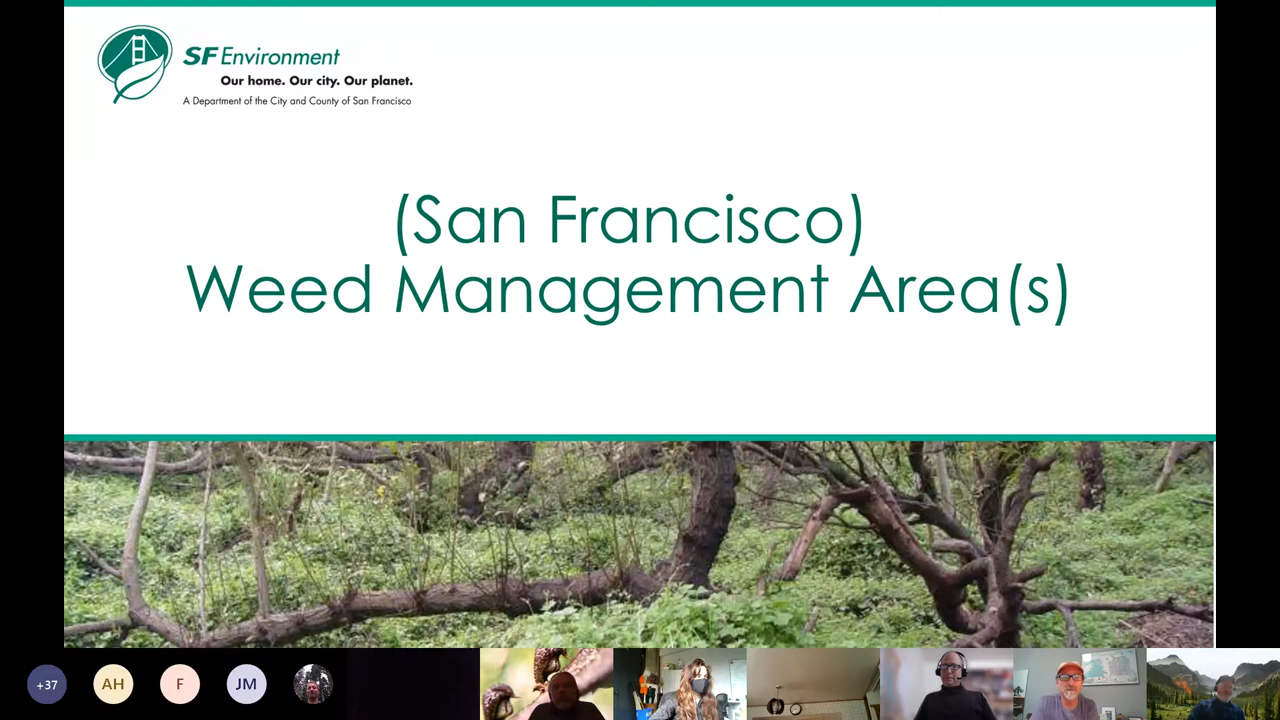 SF Environment
Our home. Our city. Our planet.
A Department of the City and County of San Francisco
(San Francisco)
Weed Management Area(s)
+37
AH
F
JM